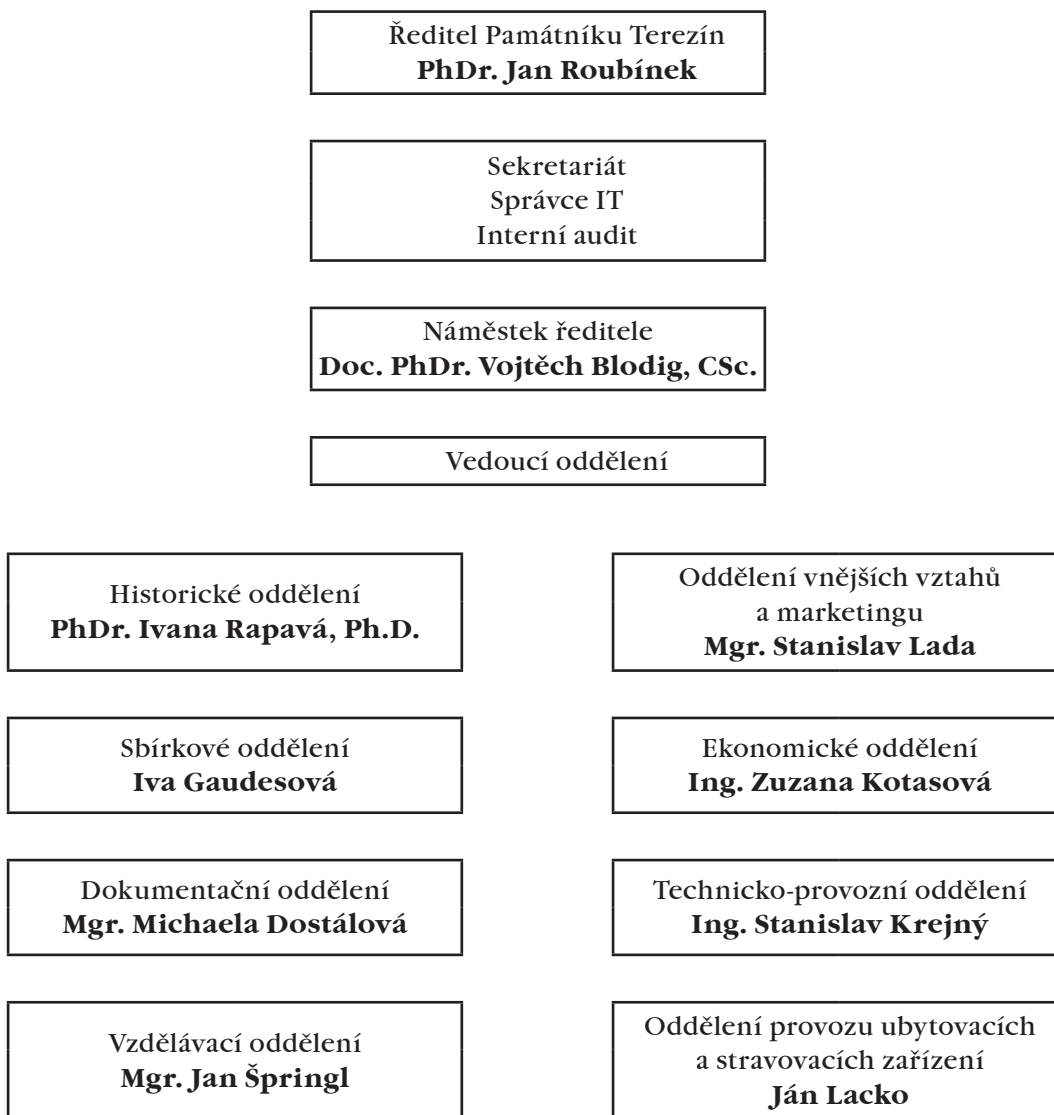 Ředitel Památníku Terezín
PhDr. Jan Roubínek
Sekretariát
Správce IT
Interní audit
Náměstek ředitele
Doc. PhDr. Vojtěch Blodig, CSc.
Vedoucí oddělení
Historické oddělení
PhDr. Ivana Rapavá, Ph.D.
Oddělení vnějších vztahů
a marketingu
Mgr. Stanislav Lada
Sbírkové oddělení
Iva Gaudesová
Ekonomické oddělení
Ing. Zuzana Kotasová
Dokumentační oddělení
Mgr. Michaela Dostálová
Technicko-provozní oddělení
Ing. Stanislav Krejný
Vzdělávací oddělení
Mgr. Jan Špringl
Oddělení provozu ubytovacích
a stravovacích zařízení
Ján Lacko